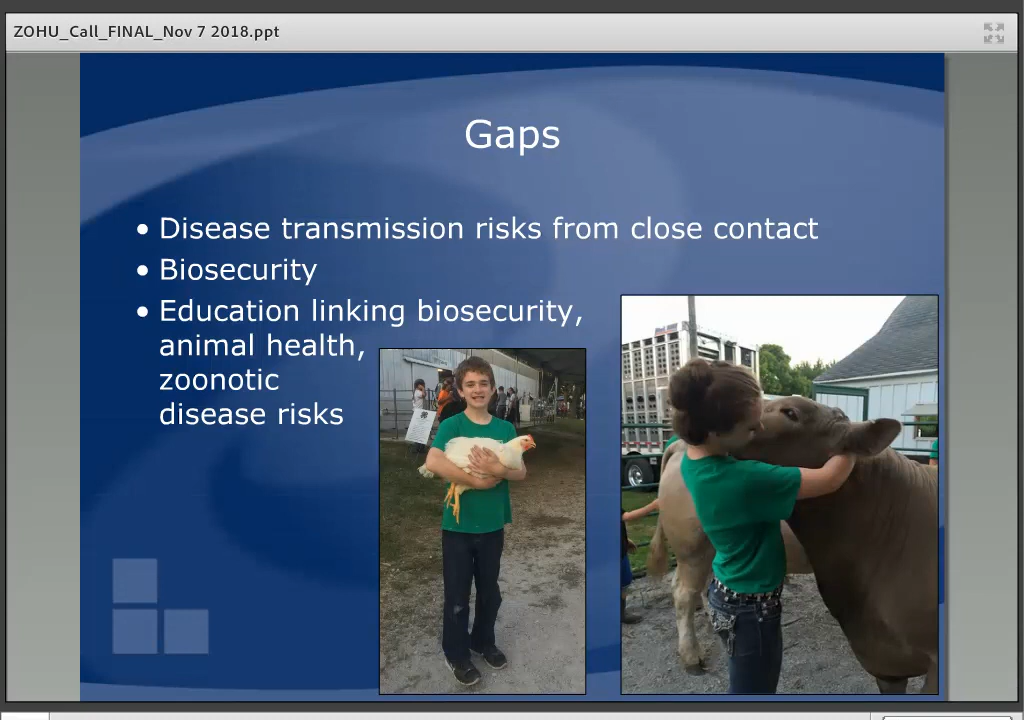 ZOHU_Call_FINAL_Nov 7 2018.ppt
Gaps
• Disease transmission risks from close contact
• Biosecurity
• Education linking biosecurity,
animal health,
zoonotic
disease risks